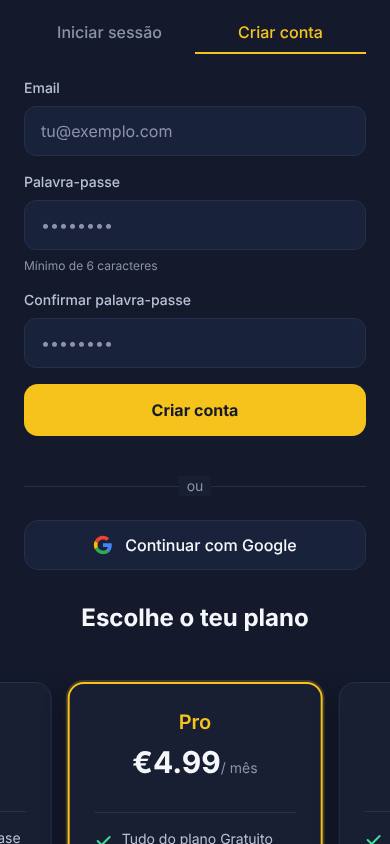 Iniciar sessão
Criar conta
Email
tu@exemplo.com
Palavra-passe
••••••••
Mínimo de 6 caracteres
Confirmar palavra-passe
••••••••
Criar conta
ou
Continuar com Google
Escolhe o teu plano
Pro
€4.99/ mês
Tudo do plano Gratuito